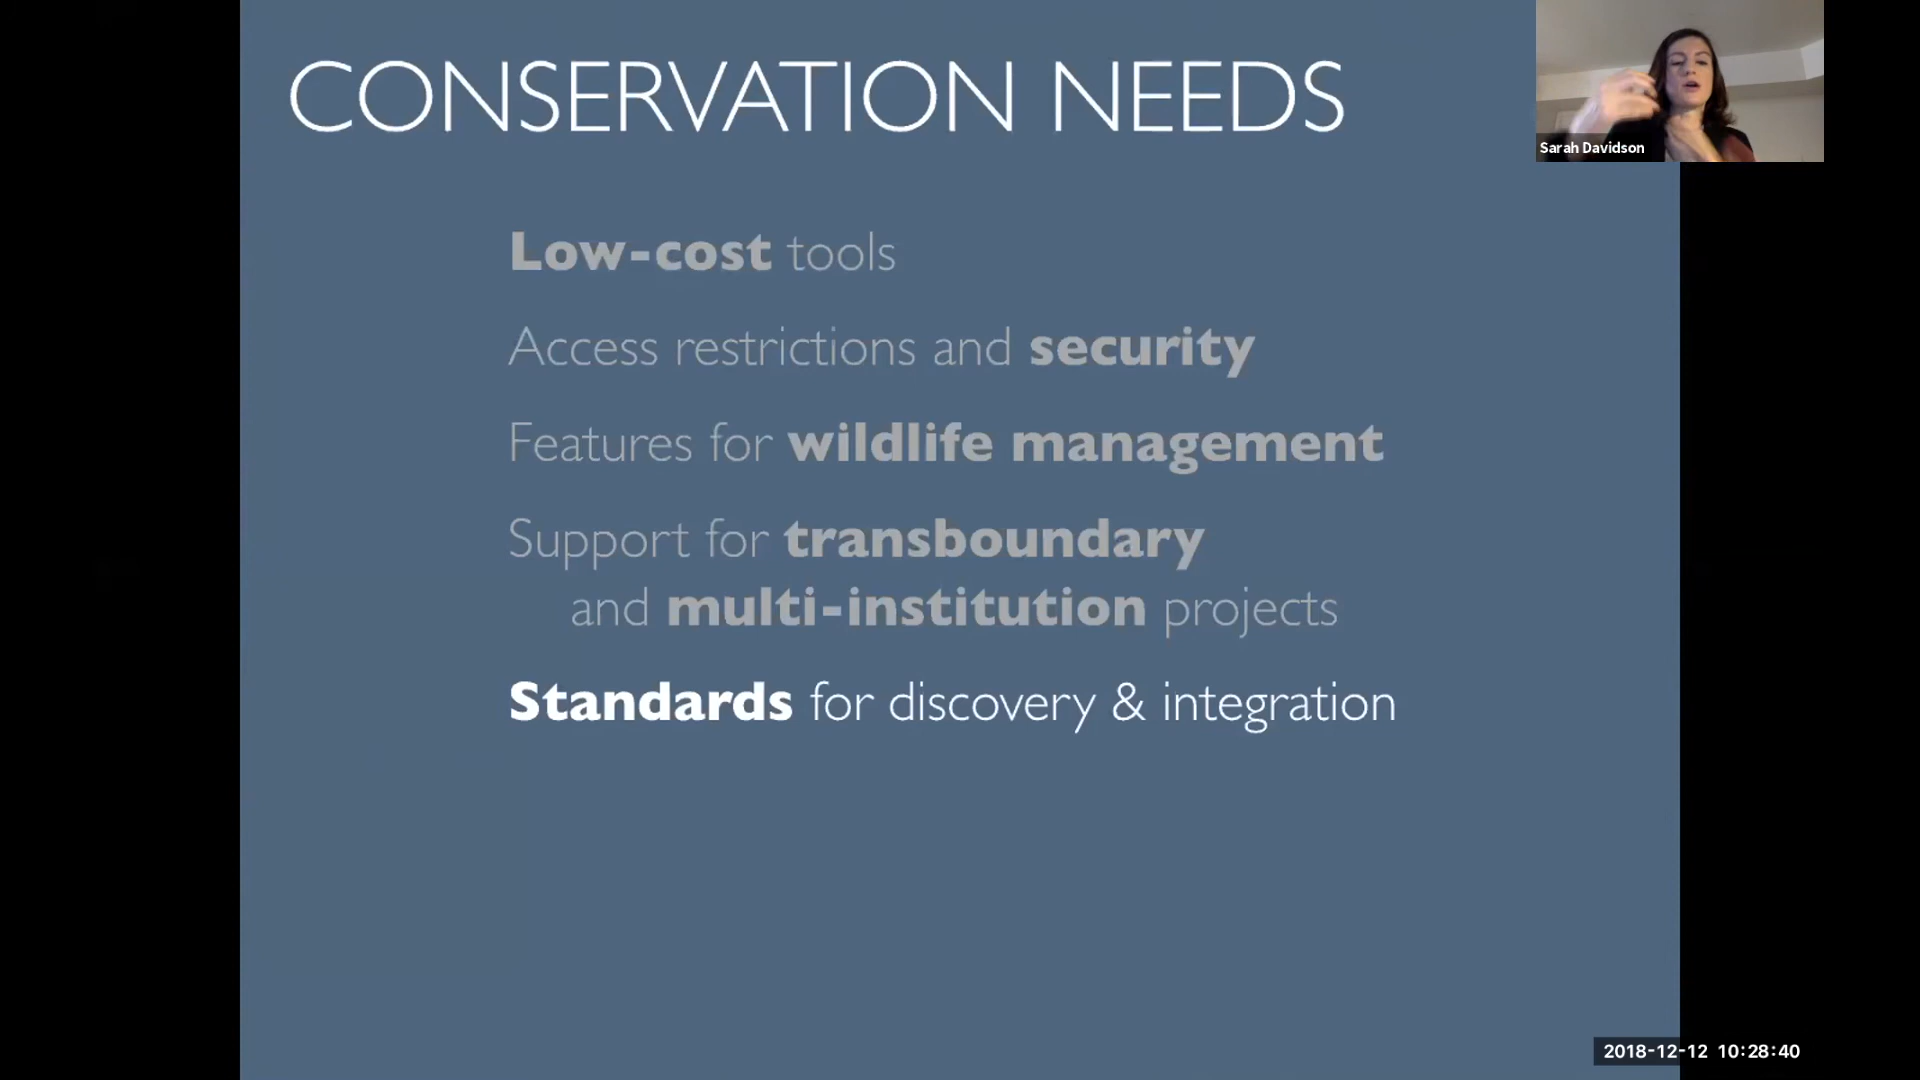 CONSERVATION NEEDS
Sarah Davidson
Low-cost tools
Access restrictions and security
Features for wildlife management
Support for transboundary
and multi-institution projects
Standards for discovery & integration
2018-12-12 10:28:40